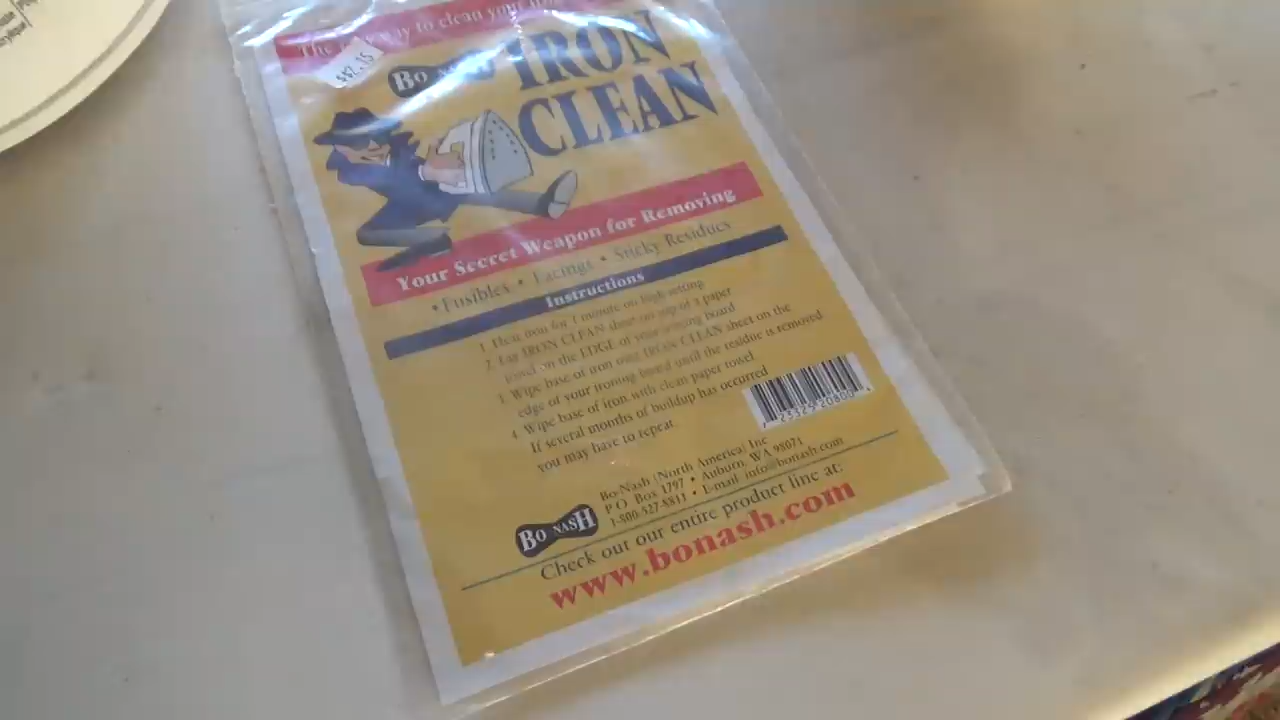 to clean your
$$2.15
BO
IRON
CLEAN
Your Secret Weapon for Removing
• Fusibles • Facings • Sticky Residues
Instructions
1. Heat iron for 1 minute on high setting
2. Lay IRON CLEAN sheet on top of a paper
towel on the EDGE of your ironing board
3. Wipe base of iron over IRON CLEAN sheet on the
edge of your ironing board until the residue is removed
4. Wipe base of iron with clean paper towel
If several months of buildup has occurred
you may have to repeat.
BO NASH
Bo-Nash (North America) Inc
P O Box 1797 • Auburn, WA 98071
1-800-527-8811 • E-mail info@bonash.com
Check out our entire product line at:
www.bonash.com